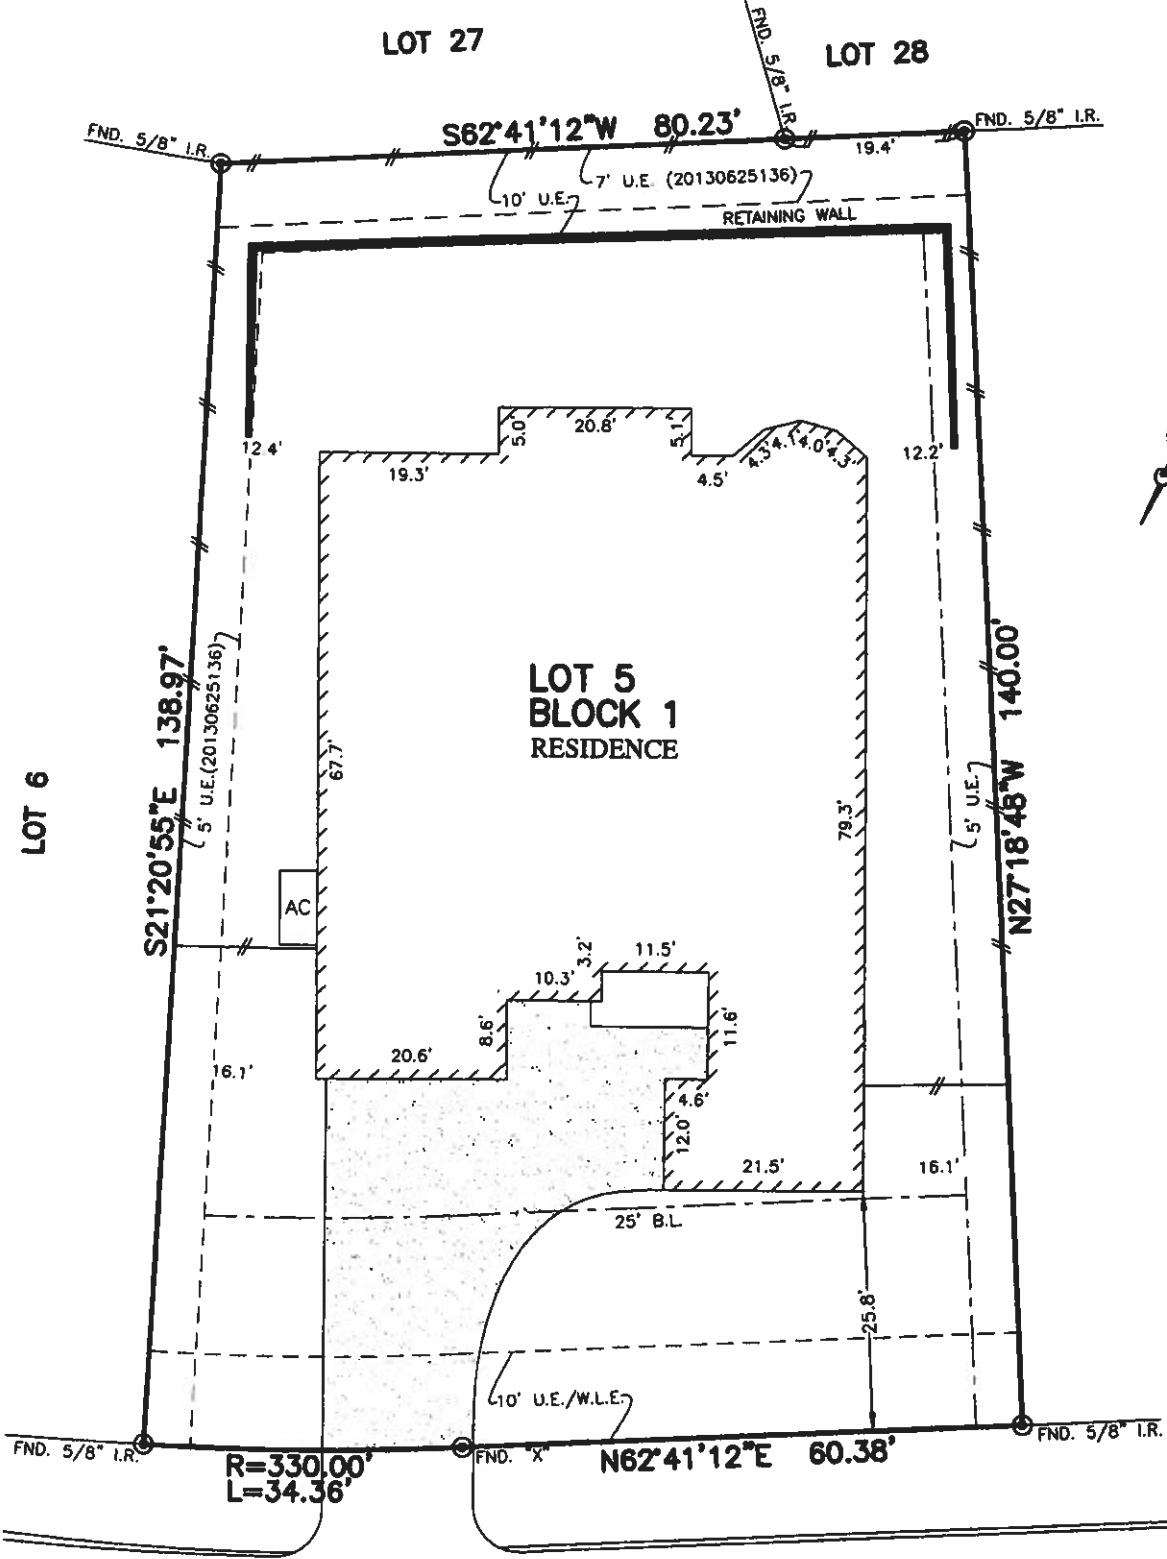 LOT 27
FND. 5/8" I.R.
LOT 28
FND. 5/8" I.R.
S62°41'12"W 80.23'
FND. 5/8" I.R.
19.4'
7' U.E. (20130625136)
10' U.E.
RETAINING WALL
12.4'
19.3'
5.0'
20.8'
5.1'
4.5'
4.3'
4.1'
4.0'
4.3'
12.2'
LOT 6
S21°20'55"E 138.97'
5' U.E.(20130625136)
67.7'
LOT 5
BLOCK 1
RESIDENCE
79.3'
5' U.E.
N27°18'48"W 140.00'
AC
10.3'
3.2'
11.5'
8.6'
11.6'
20.6'
4.6'
12.0'
21.5'
16.1'
16.1'
25' B.L.
25.8'
10' U.E./W.L.E.
FND. 5/8" I.R.
R=330.00'
L=34.36'
FND. "X"
N62°41'12"E 60.38'
FND. 5/8" I.R.